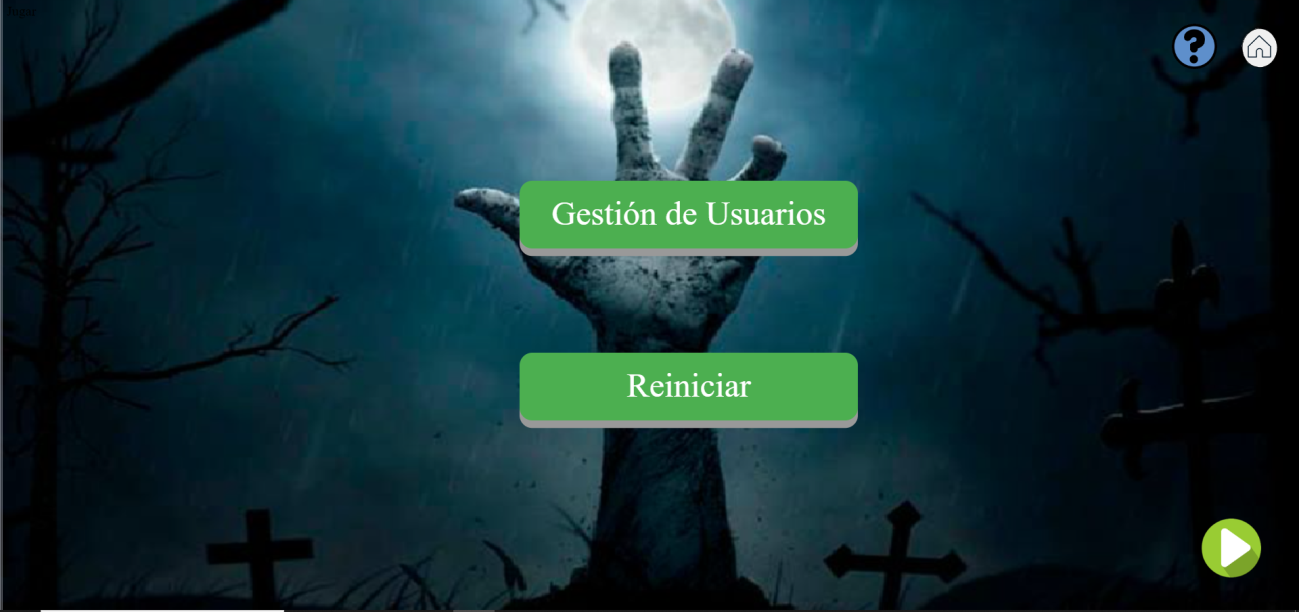 ?
Gestión de Usuarios
Reiniciar